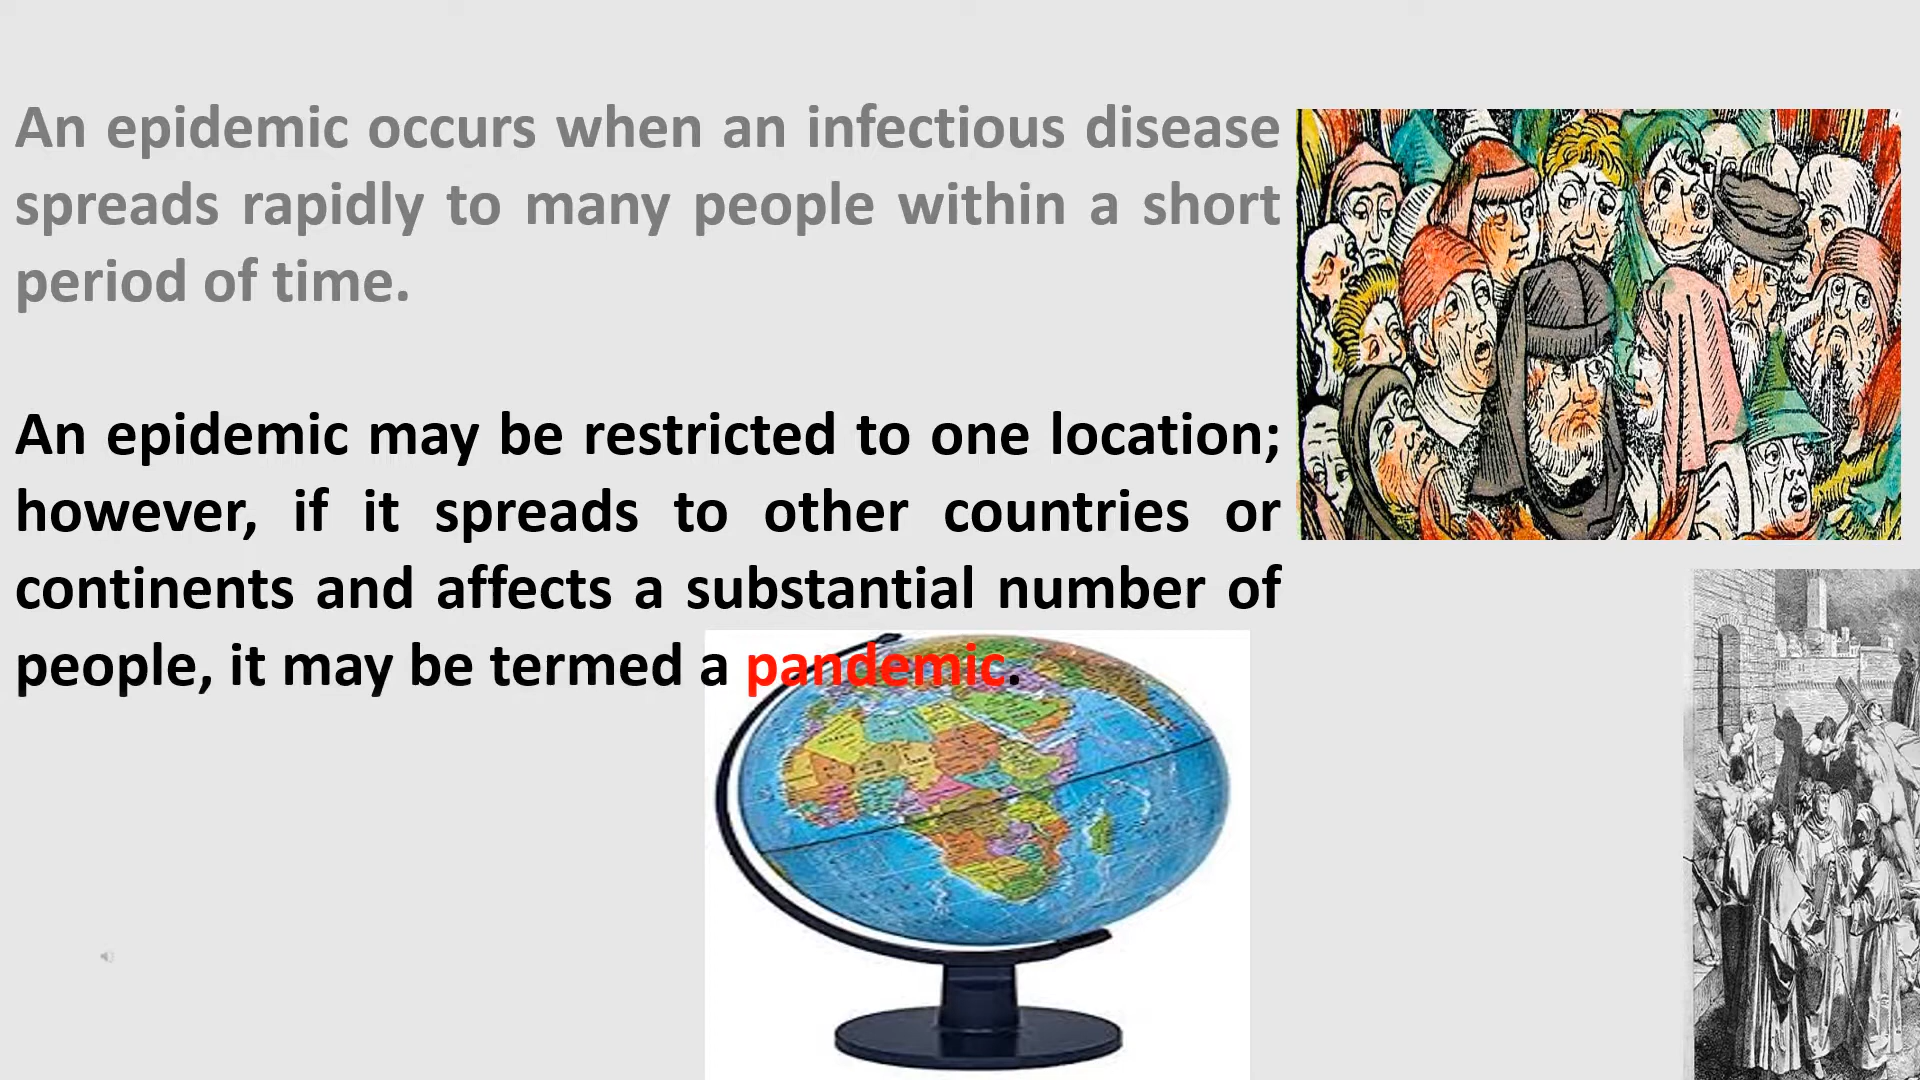 An epidemic occurs when an infectious disease
spreads rapidly to many people within a short
period of time.
An epidemic may be restricted to one location;
however, if it spreads to other countries or
continents and affects a substantial number of
people, it may be termed a pandemic.